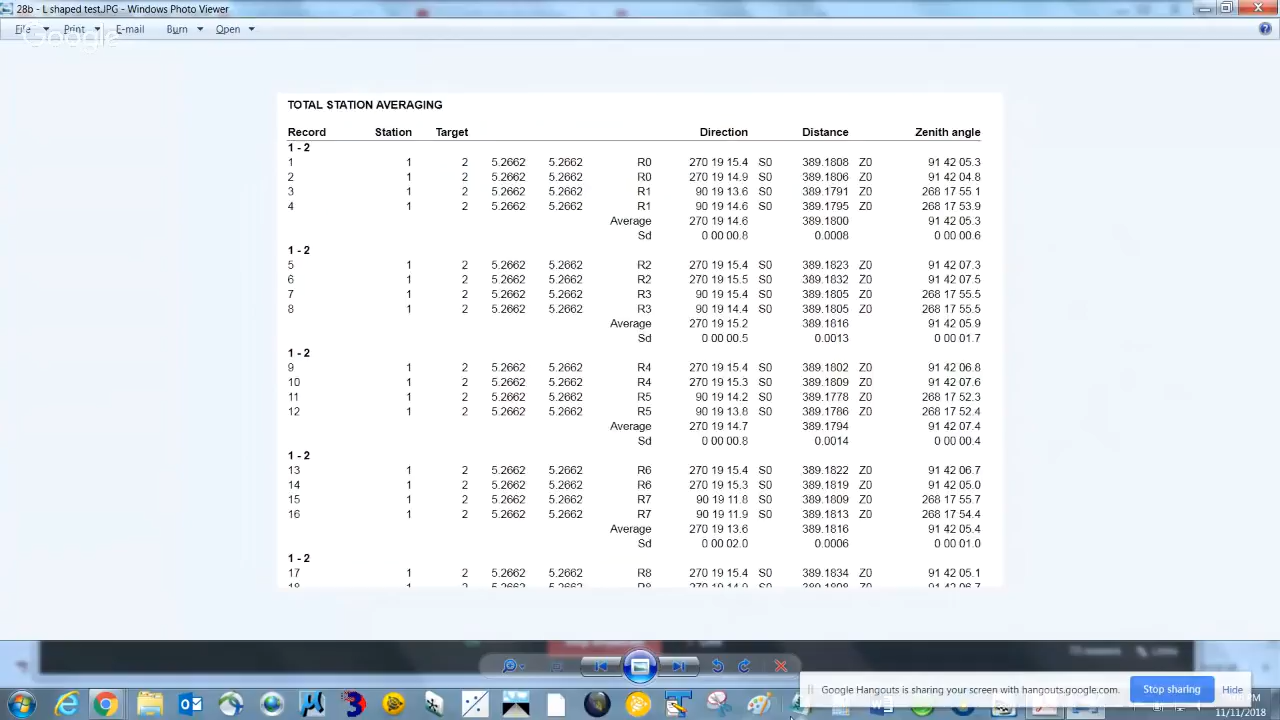 28b - L shaped test.JPG - Windows Photo Viewer
File Print E-mail Burn Open
Google
TOTAL STATION AVERAGING
Record Station Target Direction Distance Zenith angle
1 - 2
1 1 2 5.2662 5.2662 R0 270 19 15.4 S0 389.1808 Z0 91 42 05.3
2 1 2 5.2662 5.2662 R0 270 19 14.9 S0 389.1806 Z0 91 42 04.8
3 1 2 5.2662 5.2662 R1 90 19 13.6 S0 389.1791 Z0 268 17 55.1
4 1 2 5.2662 5.2662 R1 90 19 14.6 S0 389.1795 Z0 268 17 53.9
Average 270 19 14.6 389.1800 91 42 05.3
Sd 0 00 00.8 0.0008 0 00 00.6
1 - 2
5 1 2 5.2662 5.2662 R2 270 19 15.4 S0 389.1823 Z0 91 42 07.3
6 1 2 5.2662 5.2662 R2 270 19 15.5 S0 389.1832 Z0 91 42 07.5
7 1 2 5.2662 5.2662 R3 90 19 15.4 S0 389.1805 Z0 268 17 55.5
8 1 2 5.2662 5.2662 R3 90 19 14.4 S0 389.1805 Z0 268 17 55.5
Average 270 19 15.2 389.1816 91 42 05.9
Sd 0 00 00.5 0.0013 0 00 01.7
1 - 2
9 1 2 5.2662 5.2662 R4 270 19 15.4 S0 389.1802 Z0 91 42 06.8
10 1 2 5.2662 5.2662 R4 270 19 15.3 S0 389.1809 Z0 91 42 07.6
11 1 2 5.2662 5.2662 R5 90 19 14.2 S0 389.1778 Z0 268 17 52.3
12 1 2 5.2662 5.2662 R5 90 19 13.8 S0 389.1786 Z0 268 17 52.4
Average 270 19 14.7 389.1794 91 42 07.4
Sd 0 00 00.8 0.0014 0 00 00.4
1 - 2
13 1 2 5.2662 5.2662 R6 270 19 15.4 S0 389.1822 Z0 91 42 06.7
14 1 2 5.2662 5.2662 R6 270 19 15.3 S0 389.1819 Z0 91 42 05.0
15 1 2 5.2662 5.2662 R7 90 19 11.8 S0 389.1809 Z0 268 17 55.7
16 1 2 5.2662 5.2662 R7 90 19 11.9 S0 389.1813 Z0 268 17 54.4
Average 270 19 13.6 389.1816 91 42 05.4
Sd 0 00 02.0 0.0006 0 00 01.0
1 - 2
17 1 2 5.2662 5.2662 R8 270 19 15.4 S0 389.1834 Z0 91 42 05.1
Google Hangouts is sharing your screen with hangouts.google.com. Stop sharing Hide
11/11/2018